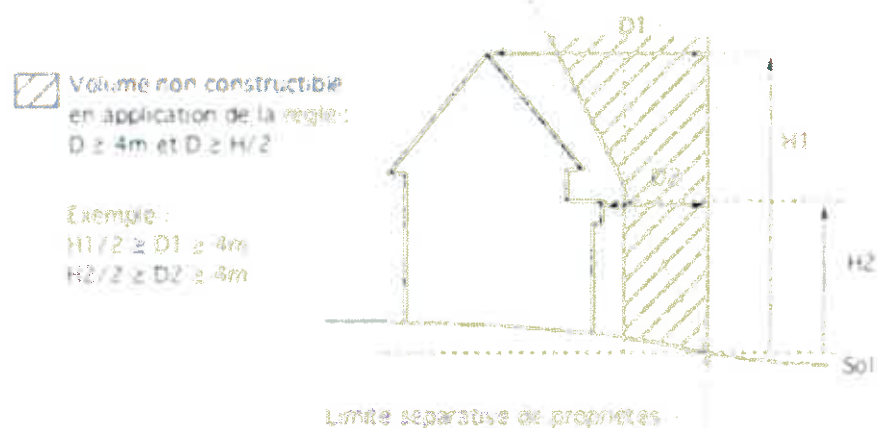 Volume non constructible
en application de la règle :
D ≥ 4m et D ≥ H/2
Exemple :
H1/2 ≥ D1 ≥ 4m
H2/2 ≥ D2 ≥ 4m
D1
H1
D2
H2
Sol
Limite séparative de propriétés